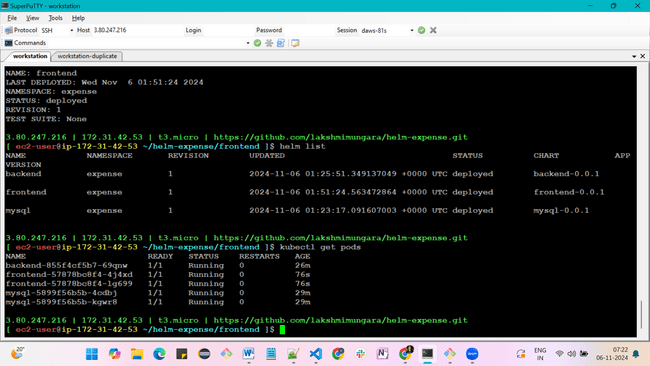 SuperPuTTY
File View Tools Help
Protocol SSH Host 3.80.247.216 Login Password Session daws-81s
Commands
workstation workstation-duplicate
NAME: frontend
LAST DEPLOYED: Wed Nov  6 01:51:24 2024
NAMESPACE: expense
STATUS: deployed
REVISION: 1
TEST SUITE: None
3.80.247.216 | 172.31.42.53 | t3.micro | https://github.com/lakshmimungara/helm-expense.git
[ ec2-user@ip-172-31-42-53 ~/helm-expense/frontend ]$ helm list
NAME NAMESPACE REVISION UPDATED STATUS CHART APP
VERSION
backend expense 1 2024-11-06 01:25:51.349137049 +0000 UTC deployed backend-0.0.1
frontend expense 1 2024-11-06 01:51:24.563472864 +0000 UTC deployed frontend-0.0.1
mysql expense 1 2024-11-06 01:23:17.091607003 +0000 UTC deployed mysql-0.0.1
3.80.247.216 | 172.31.42.53 | t3.micro | https://github.com/lakshmimungara/helm-expense.git
[ ec2-user@ip-172-31-42-53 ~/helm-expense/frontend ]$ kubectl get pods
NAME READY STATUS RESTARTS AGE
backend-855f4cf5b7-69qnw 1/1 Running 0 26m
frontend-57878bc8f4-4j4xd 1/1 Running 0 76s
frontend-57878bc8f4-lg699 1/1 Running 0 76s
mysql-5899f56b5b-4cdbj 1/1 Running 0 29m
mysql-5899f56b5b-kgwr8 1/1 Running 0 29m
3.80.247.216 | 172.31.42.53 | t3.micro | https://github.com/lakshmimungara/helm-expense.git
[ ec2-user@ip-172-31-42-53 ~/helm-expense/frontend ]$
20°
ENG
IN
07:22
06-11-2024